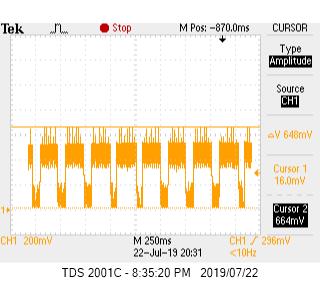 Tek Stop M Pos: -870.0ms CURSOR
Type
Amplitude
Source
CH1
ΔV 648mV
Cursor 1
16.0mV
Cursor 2
664mV
1
CH1 200mV M 250ms CH1 / 296mV
22-Jul-19 20:31 <10Hz
TDS 2001C - 8:35:20 PM 2019/07/22